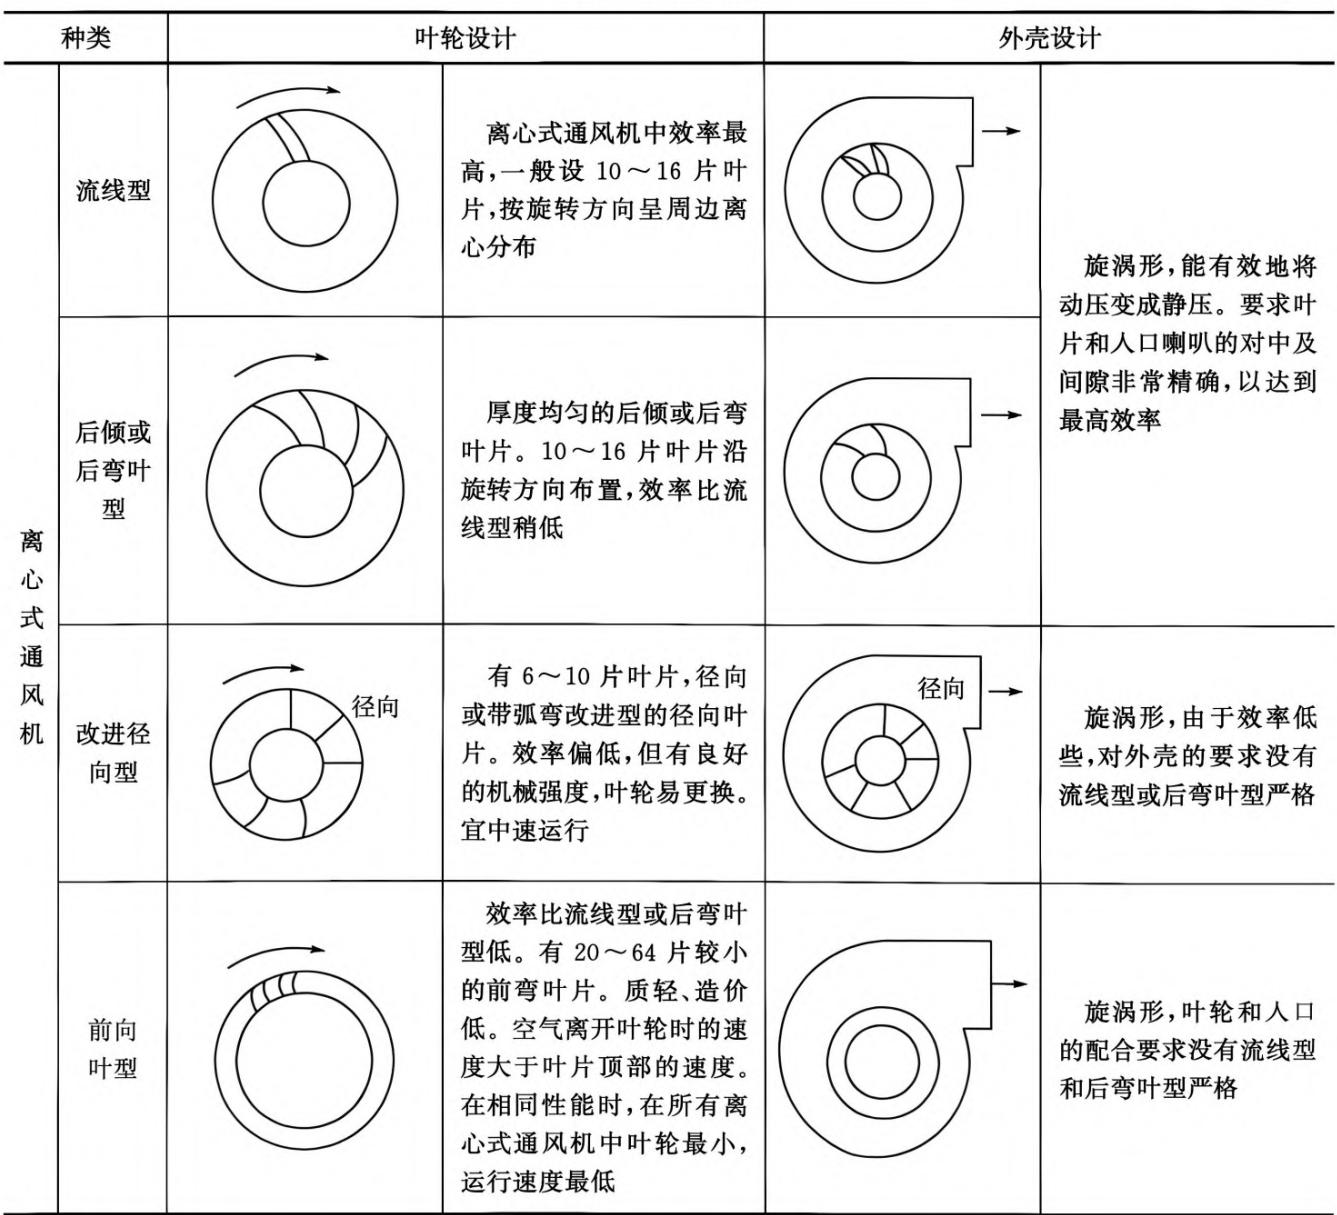 种类
叶轮设计
外壳设计
离
心
式
通
风
机
流线型
离心式通风机中效率最
高,一般设 10～16 片叶
片,按旋转方向呈周边离
心分布
旋涡形,能有效地将
动压变成静压。要求叶
片和人口喇叭的对中及
间隙非常精确,以达到
最高效率
后倾或
后弯叶
型
厚度均匀的后倾或后弯
叶片。10～16 片叶片沿
旋转方向布置,效率比流
线型稍低
改进径
向型
径向
有 6～10 片叶片,径向
或带弧弯改进型的径向叶
片。效率偏低,但有良好
的机械强度,叶轮易更换。
宜中速运行
径向
旋涡形,由于效率低
些,对外壳的要求没有
流线型或后弯叶型严格
前向
叶型
效率比流线型或后弯叶
型低。有 20～64 片较小
的前弯叶片。质轻、造价
低。空气离开叶轮时的速
度大于叶片顶部的速度。
在相同性能时,在所有离
心式通风机中叶轮最小,
运行速度最低
旋涡形,叶轮和人口
的配合要求没有流线型
和后弯叶型严格